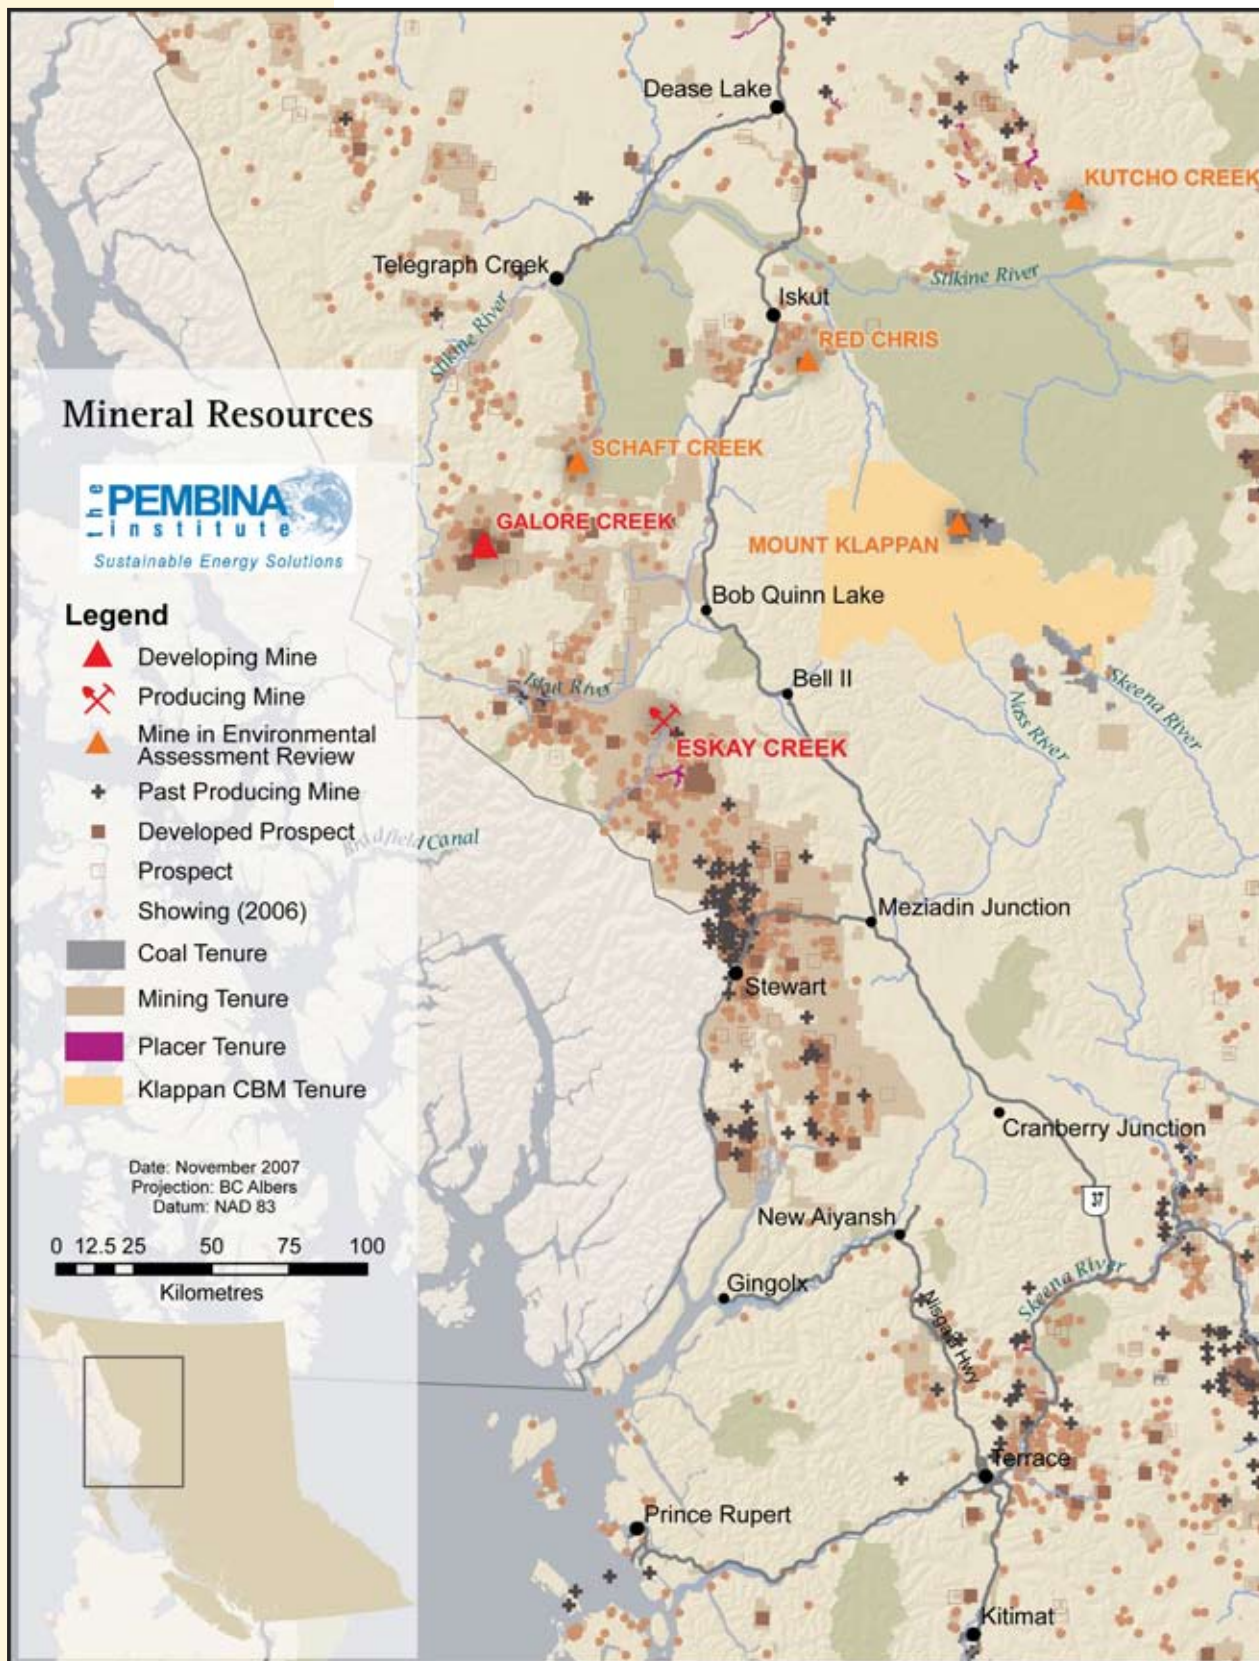 Mineral Resources
the PEMBINA
institute
Sustainable Energy Solutions
Legend
Developing Mine
Producing Mine
Mine in Environmental
Assessment Review
Past Producing Mine
Developed Prospect
Prospect
Showing (2006)
Coal Tenure
Mining Tenure
Placer Tenure
Klappan CBM Tenure
Date: November 2007
Projection: BC Albers
Datum: NAD 83
0 12.5 25 50 75 100
Kilometres
Dease Lake
KUTCHO CREEK
Telegraph Creek
Stikine River
Stikine River
Iskut
RED CHRIS
SCHAFT CREEK
GALORE CREEK
MOUNT KLAPPAN
Bob Quinn Lake
Bell II
Iskut River
Skeena River
Nass River
ESKAY CREEK
Bradfield Canal
Meziadin Junction
Stewart
Cranberry Junction
37
New Aiyansh
Gingolx
Skeena River
Nisga'a Hwy
Terrace
Prince Rupert
Kitimat